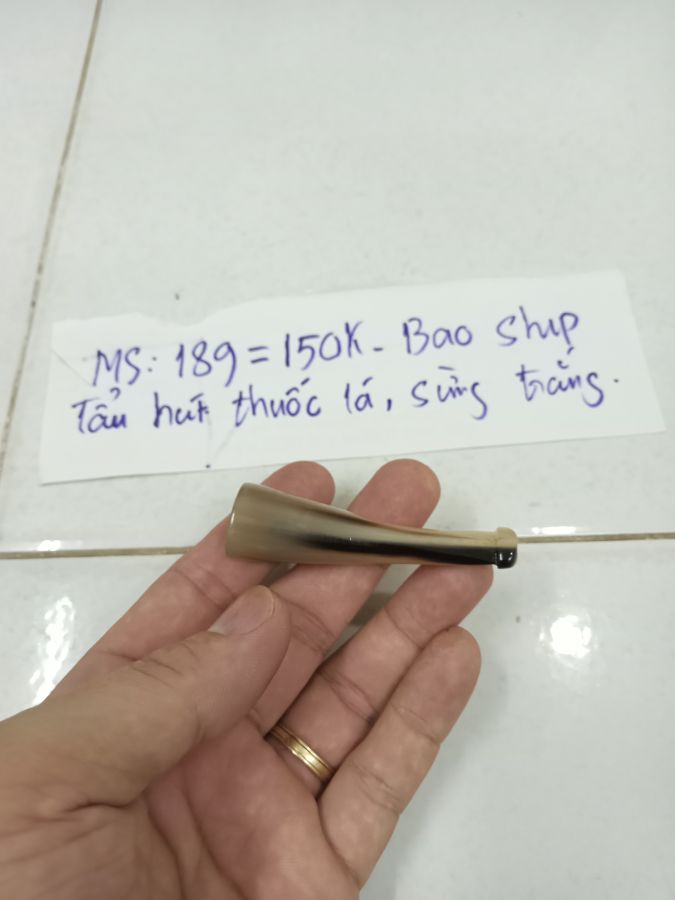 MS: 189 = 150K - Bao Ship
Tẩu hút thuốc lá, sừng trắng.